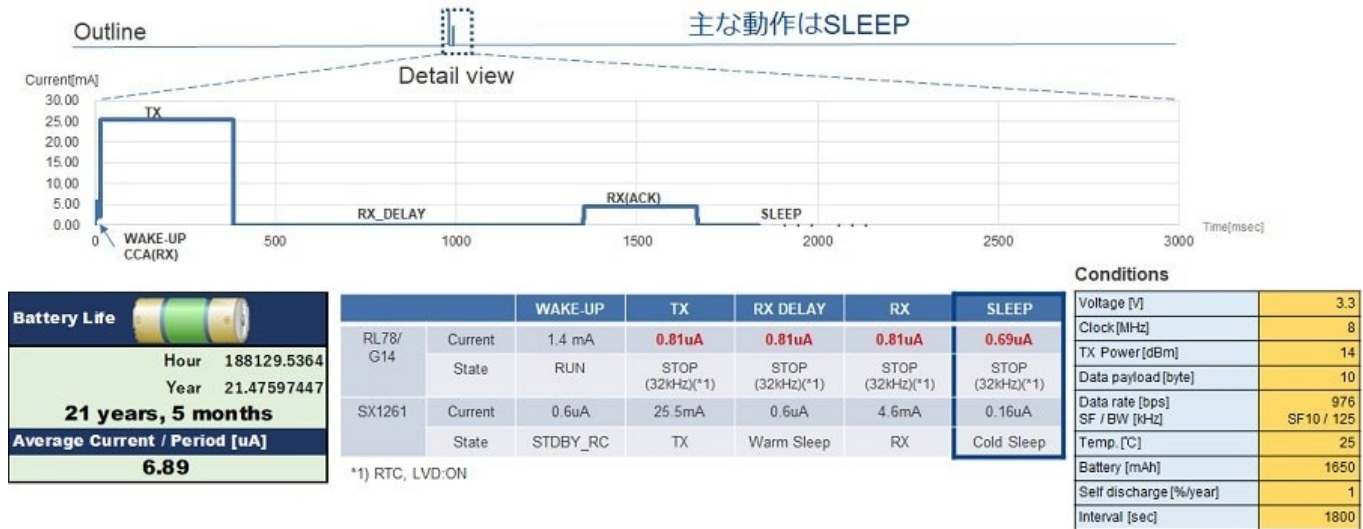 Outline
主な動作はSLEEP
Detail view
Current[mA]
30.00
25.00
20.00
15.00
10.00
5.00
0.00
TX
RX_DELAY
RX(ACK)
SLEEP
WAKE-UP
CCA(RX)
0 500 1000 1500 2000 2500 3000
Time[msec]
Battery Life
Hour 188129.5364
Year 21.47597447
21 years, 5 months
Average Current / Period [uA]
6.89
WAKE-UP TX RX DELAY RX SLEEP
RL78/
G14
Current 1.4 mA 0.81uA 0.81uA 0.81uA 0.69uA
State RUN STOP (32kHz)(*1) STOP (32kHz)(*1) STOP (32kHz)(*1) STOP (32kHz)(*1)
SX1261 Current 0.6uA 25.5mA 0.6uA 4.6mA 0.16uA
State STDBY_RC TX Warm Sleep RX Cold Sleep
*1) RTC, LVD:ON
Conditions
Voltage [V] 3.3
Clock[MHz] 8
TX Power[dBm] 14
Data payload[byte] 10
Data rate [bps] 976
SF / BW [kHz] SF10 / 125
Temp.[℃] 25
Battery [mAh] 1650
Self discharge [%/year] 1
Interval [sec] 1800